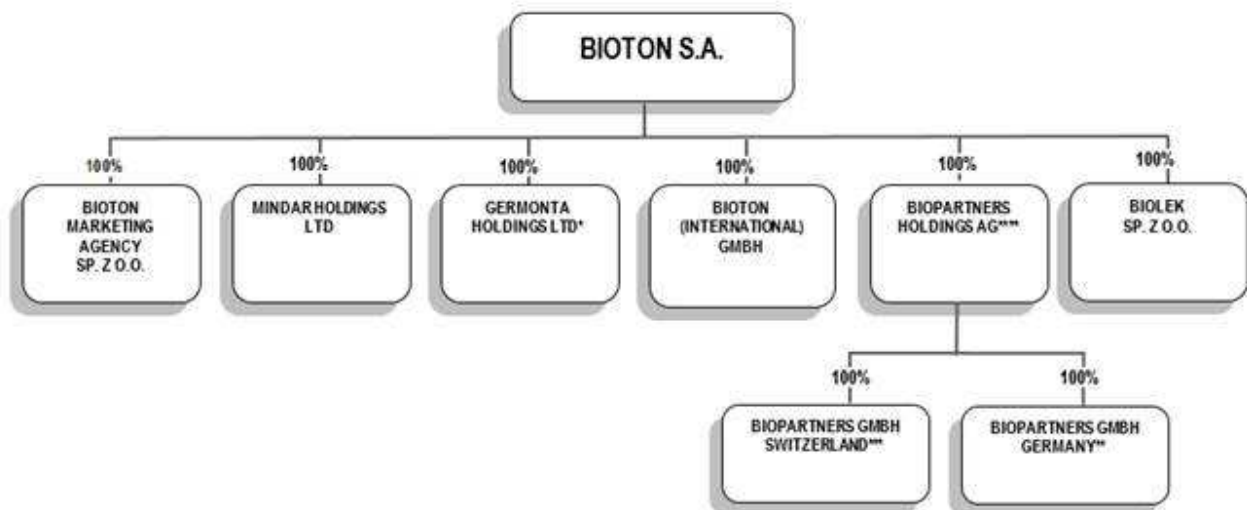 BIOTON S.A.
100%
100%
100%
100%
100%
100%
BIOTON
MARKETING
AGENCY
SP. Z O.O.
MINDAR HOLDINGS
LTD
GERMONTA
HOLDINGS LTD*
BIOTON
(INTERNATIONAL)
GMBH
BIOPARTNERS
HOLDINGS AG****
BIOLEK
SP. Z O.O.
100%
100%
BIOPARTNERS GMBH
SWITZERLAND***
BIOPARTNERS GMBH
GERMANY**